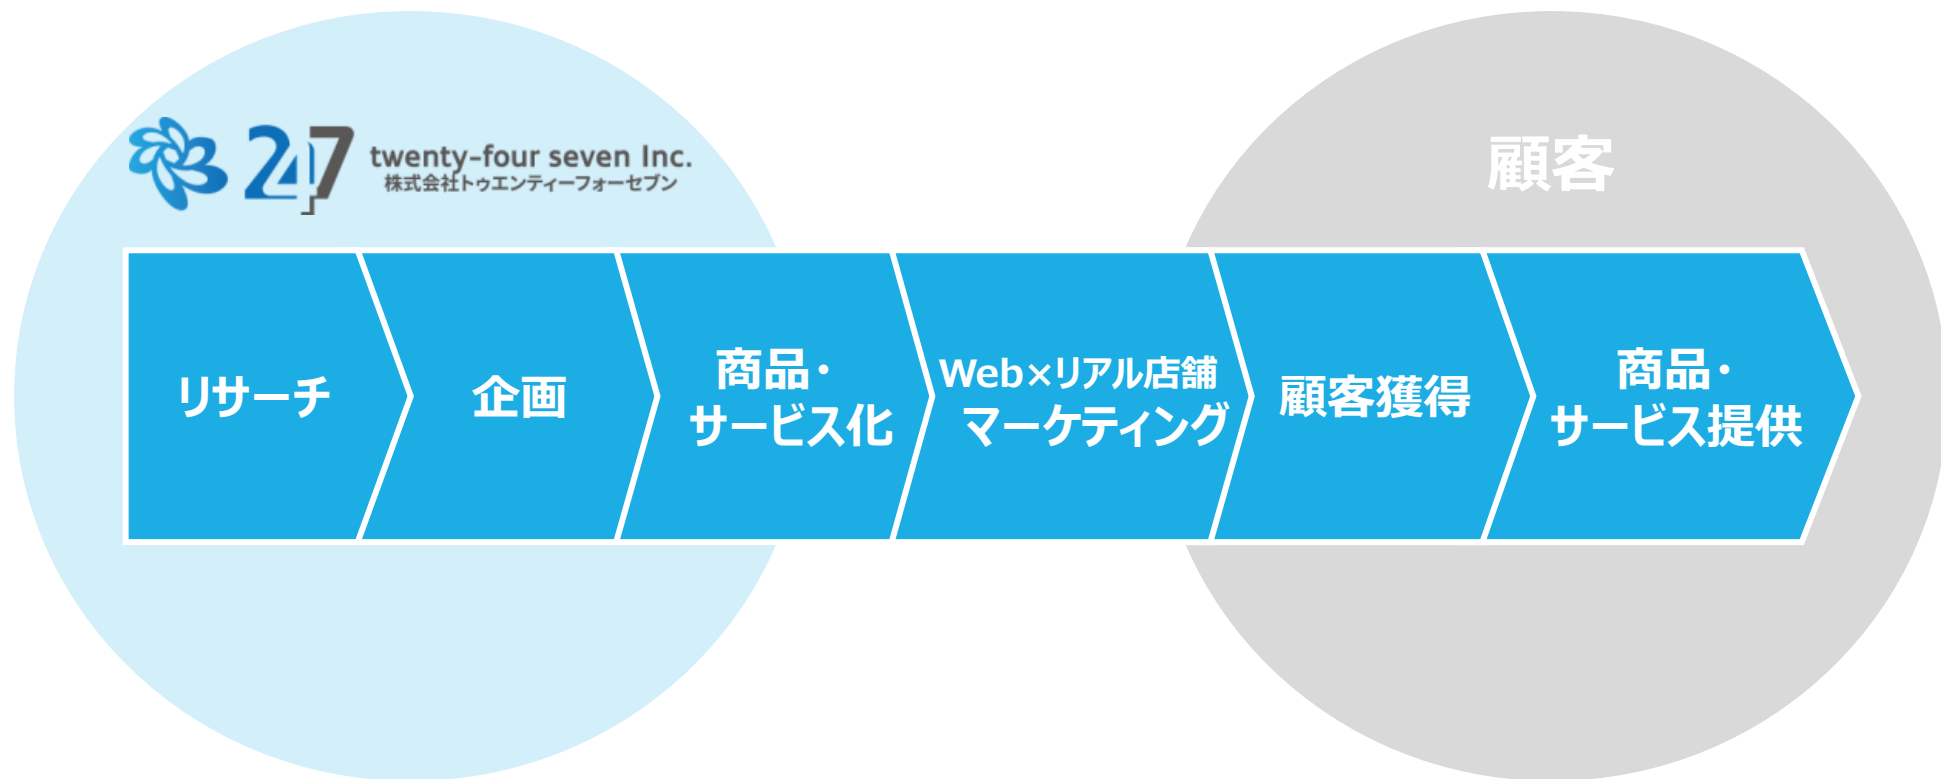 247
twenty-four seven Inc.
株式会社トゥエンティーフォーセブン
顧客
リサーチ
企画
商品・
サービス化
Web×リアル店舗
マーケティング
顧客獲得
商品・
サービス提供